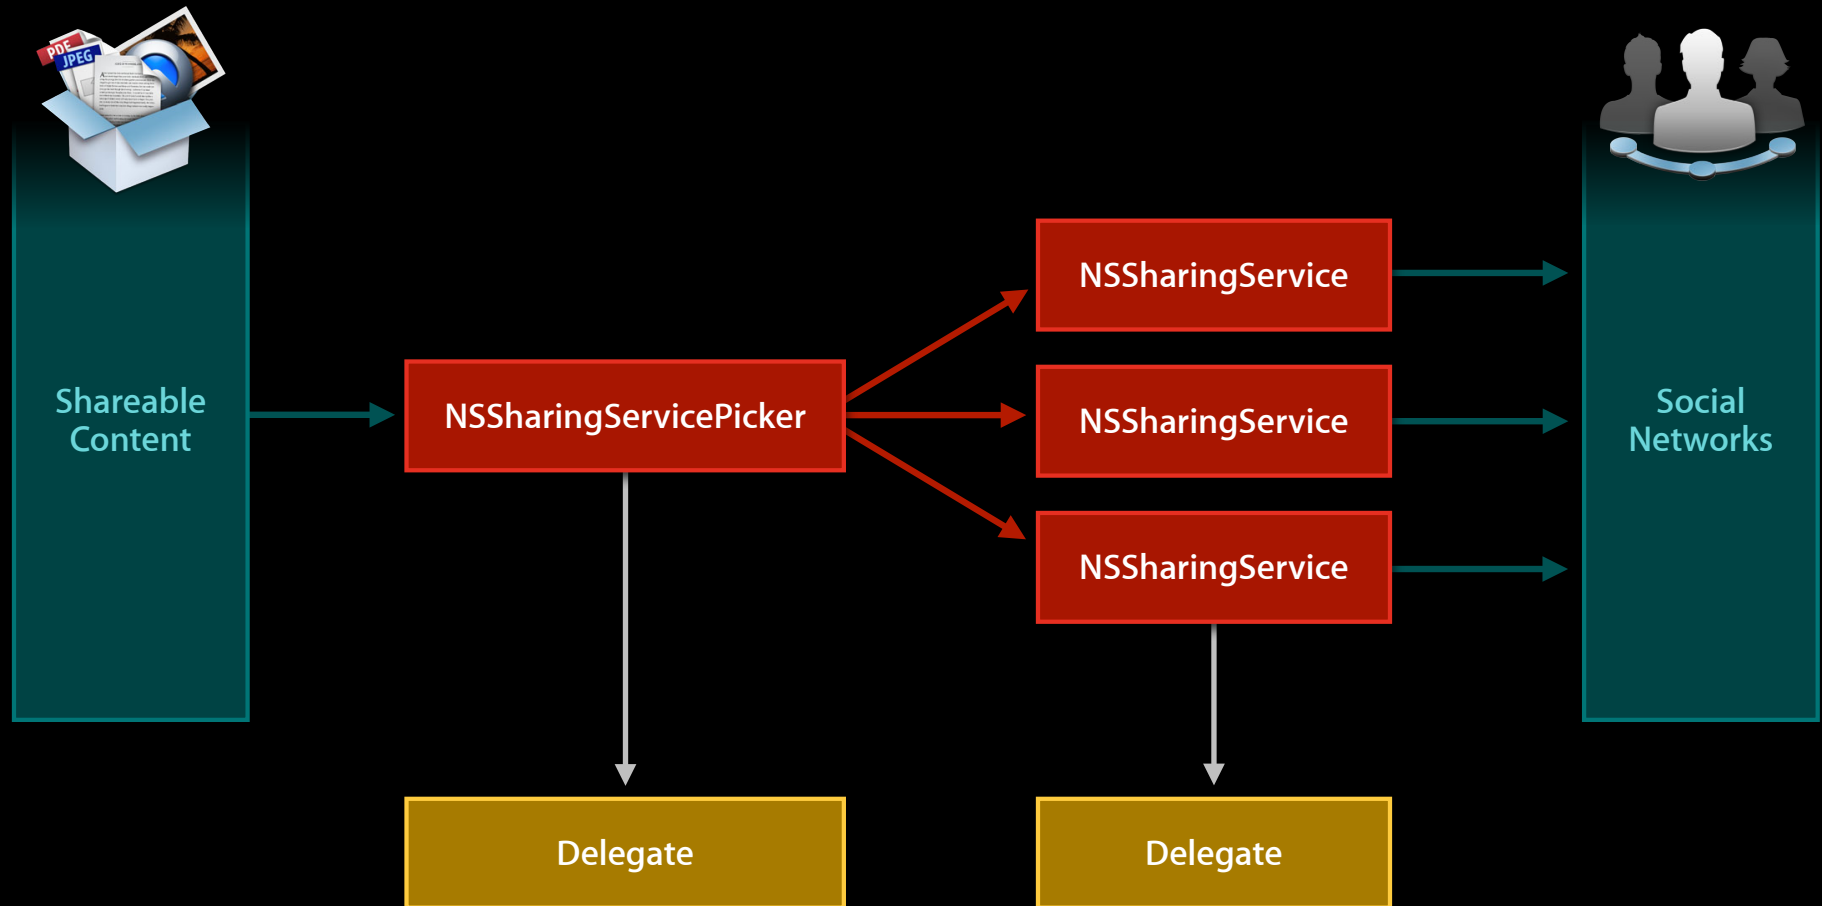 PDF
JPEG
Shareable
Content
NSSharingServicePicker
NSSharingService
NSSharingService
NSSharingService
Social
Networks
Delegate
Delegate